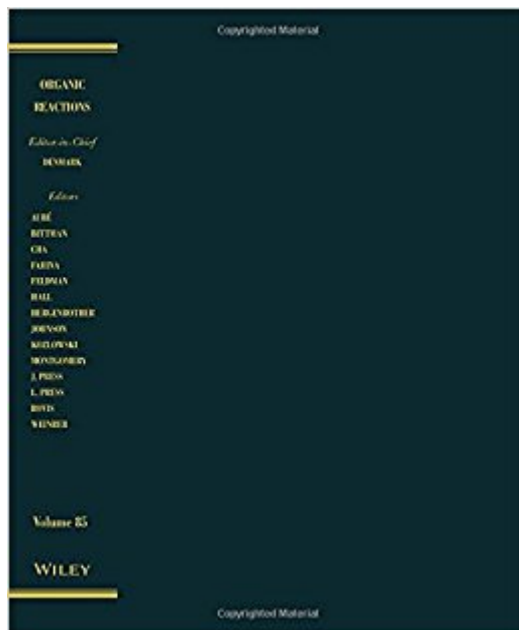 Copyrighted Material
ORGANIC
REACTIONS
Editor-in-Chief
DENMARK
Editors
AUBÉ
BITTMAN
CHA
FARINA
FELDMAN
HALL
HERGENROTHER
JOHNSON
KOZLOWSKI
MONTGOMERY
J. PRESS
L. PRESS
ROVIS
WEINREB
Volume 85
WILEY
Copyrighted Material